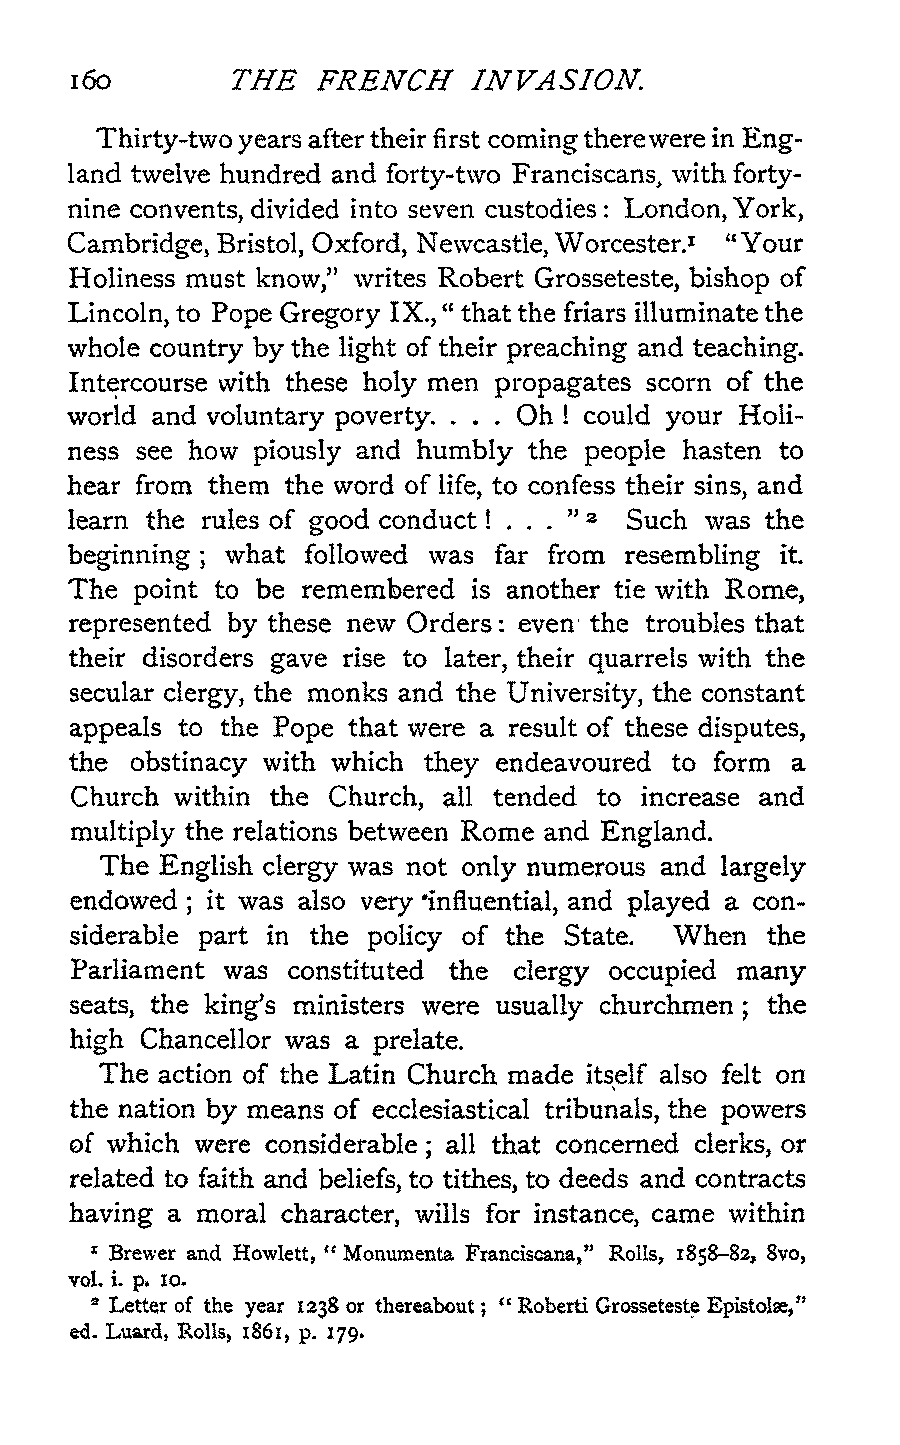 160 THE FRENCH INVASION.
Thirty-two years after their first coming there were in Eng-
land twelve hundred and forty-two Franciscans, with forty-
nine convents, divided into seven custodies : London, York,
Cambridge, Bristol, Oxford, Newcastle, Worcester.¹ “Your
Holiness must know,” writes Robert Grosseteste, bishop of
Lincoln, to Pope Gregory IX., “ that the friars illuminate the
whole country by the light of their preaching and teaching.
Intercourse with these holy men propagates scorn of the
world and voluntary poverty. . . . Oh ! could your Holi-
ness see how piously and humbly the people hasten to
hear from them the word of life, to confess their sins, and
learn the rules of good conduct ! . . . ” ² Such was the
beginning ; what followed was far from resembling it.
The point to be remembered is another tie with Rome,
represented by these new Orders : even the troubles that
their disorders gave rise to later, their quarrels with the
secular clergy, the monks and the University, the constant
appeals to the Pope that were a result of these disputes,
the obstinacy with which they endeavoured to form a
Church within the Church, all tended to increase and
multiply the relations between Rome and England.
The English clergy was not only numerous and largely
endowed ; it was also very influential, and played a con-
siderable part in the policy of the State. When the
Parliament was constituted the clergy occupied many
seats, the king’s ministers were usually churchmen ; the
high Chancellor was a prelate.
The action of the Latin Church made itself also felt on
the nation by means of ecclesiastical tribunals, the powers
of which were considerable ; all that concerned clerks, or
related to faith and beliefs, to tithes, to deeds and contracts
having a moral character, wills for instance, came within
¹ Brewer and Howlett, “ Monumenta Franciscana,” Rolls, 1858–82, 8vo,
vol. i. p. 10.
² Letter of the year 1238 or thereabout ; “ Roberti Grosseteste Epistolæ,”
ed. Luard, Rolls, 1861, p. 179.